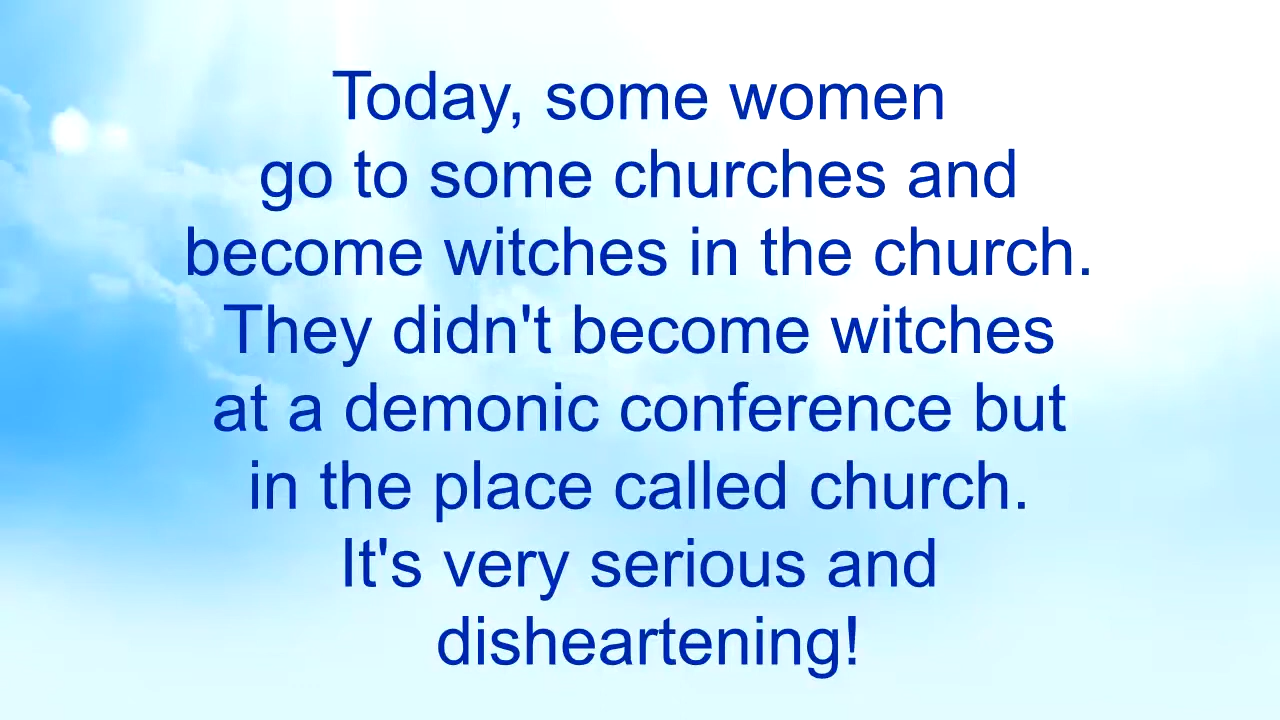 Today, some women
go to some churches and
become witches in the church.
They didn't become witches
at a demonic conference but
in the place called church.
It's very serious and
disheartening!